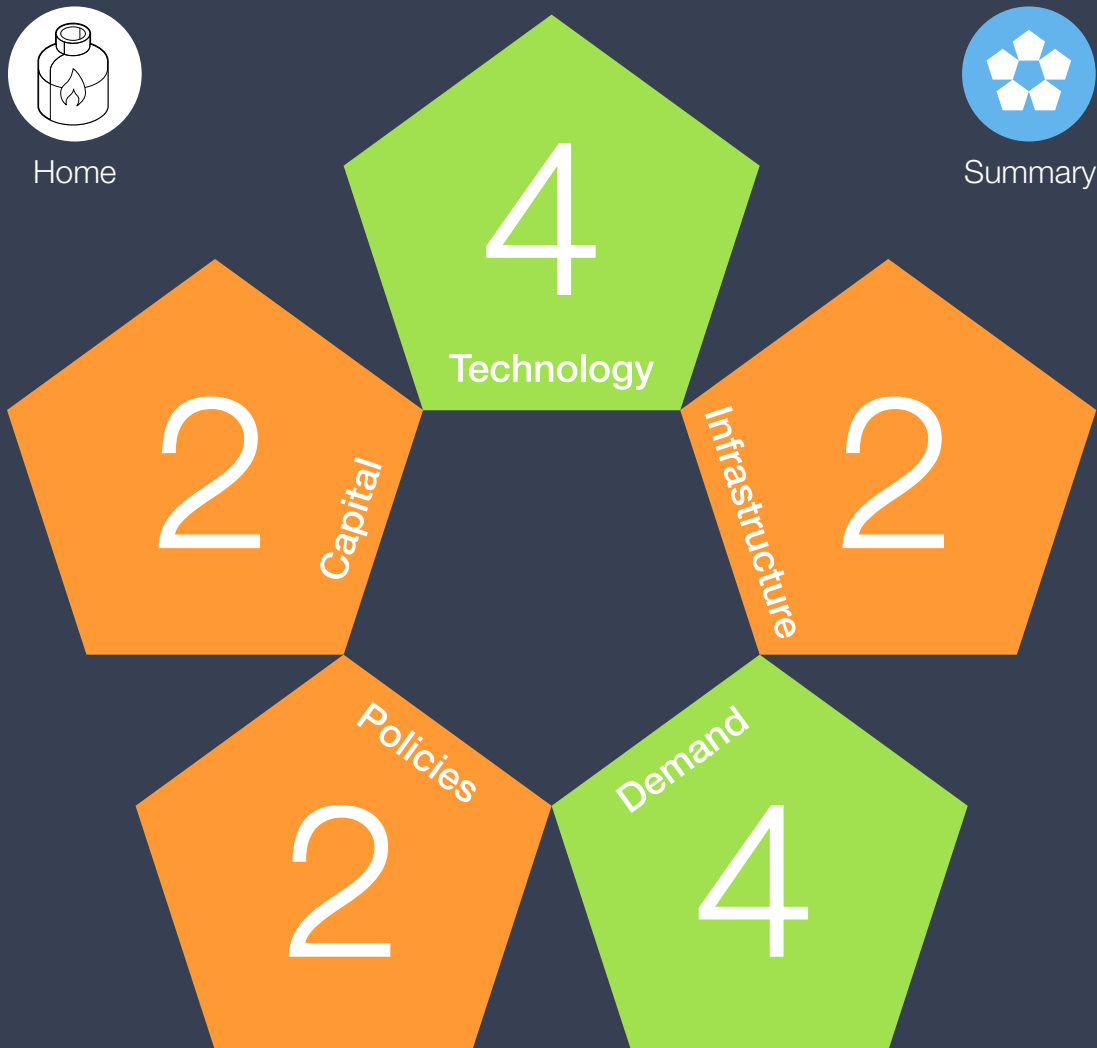 Home
Summary
4
Technology
2
Capital
Infrastructure
2
Policies
2
Demand
4